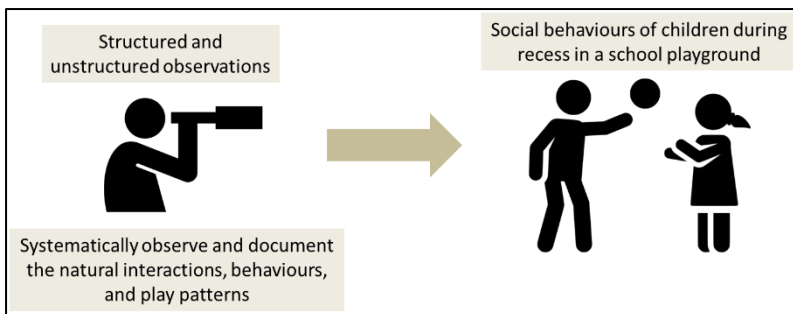 Structured and
unstructured observations
Systematically observe and document
the natural interactions, behaviours,
and play patterns
Social behaviours of children during
recess in a school playground